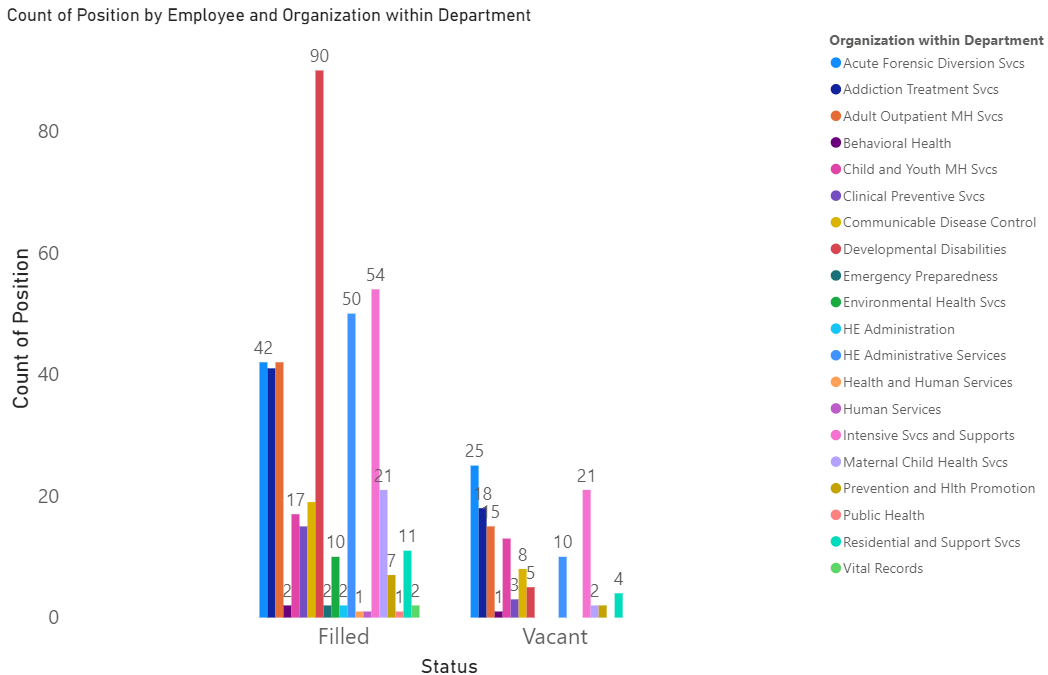 Count of Position by Employee and Organization within Department
Organization within Department
Acute Forensic Diversion Svcs
Addiction Treatment Svcs
Adult Outpatient MH Svcs
Behavioral Health
Child and Youth MH Svcs
Clinical Preventive Svcs
Communicable Disease Control
Developmental Disabilities
Emergency Preparedness
Environmental Health Svcs
HE Administration
HE Administrative Services
Health and Human Services
Human Services
Intensive Svcs and Supports
Maternal Child Health Svcs
Prevention and Hlth Promotion
Public Health
Residential and Support Svcs
Vital Records
Count of Position
80
60
40
20
0
42
2
17
90
2
10
2
50
1
54
21
7
1
11
2
25
18
15
1
3
8
5
10
21
2
4
Filled
Vacant
Status